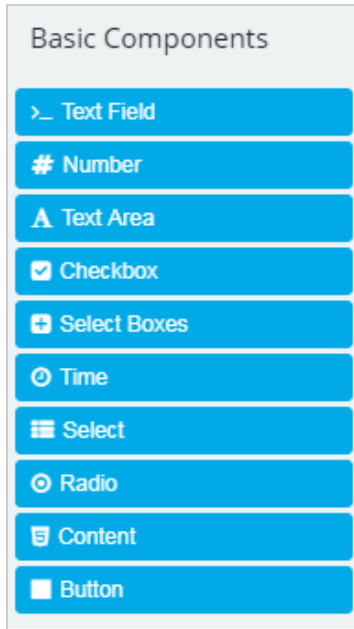 Basic Components
>_ Text Field
# Number
A Text Area
Checkbox
Select Boxes
Time
Select
Radio
Content
Button